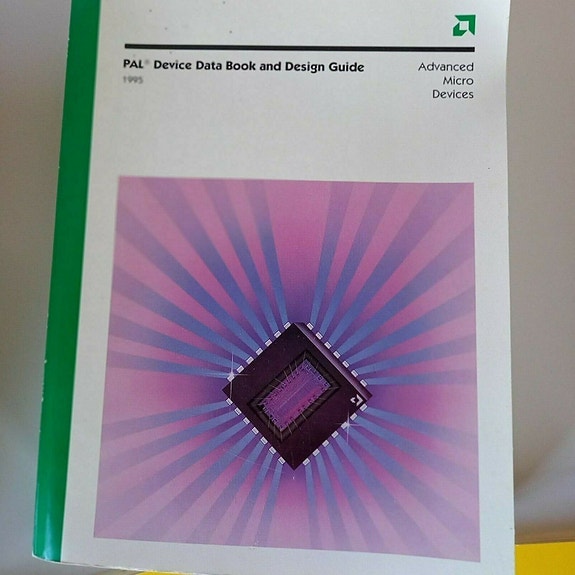 PAL® Device Data Book and Design Guide
1995
Advanced
Micro
Devices